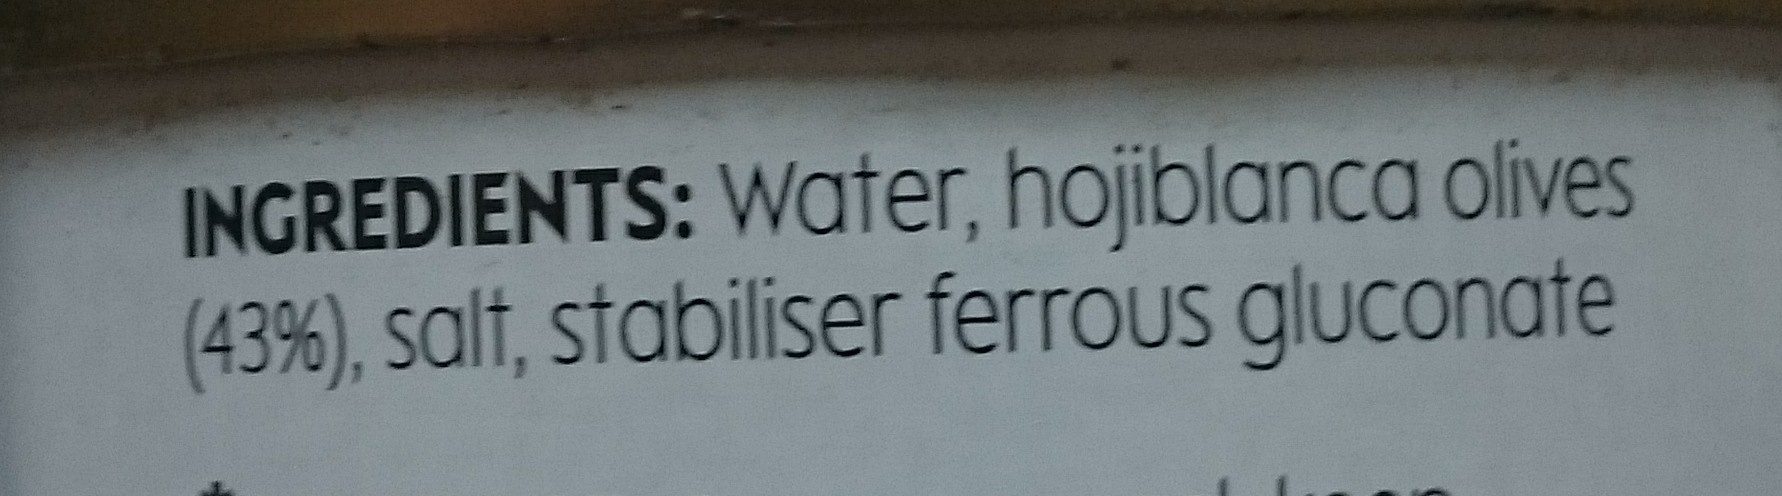 INGREDIENTS: Water, hojiblanca olives
(43%), salt, stabiliser ferrous gluconate